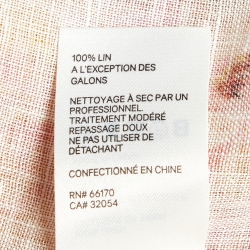 100% LIN
A L'EXCEPTION DES
GALONS
NETTOYAGE À SEC PAR UN
PROFESSIONNEL.
TRAITEMENT MODÉRÉ
REPASSAGE DOUX
NE PAS UTILISER DE
DÉTACHANT
CONFECTIONNÉ EN CHINE
RN# 66170
CA# 32054